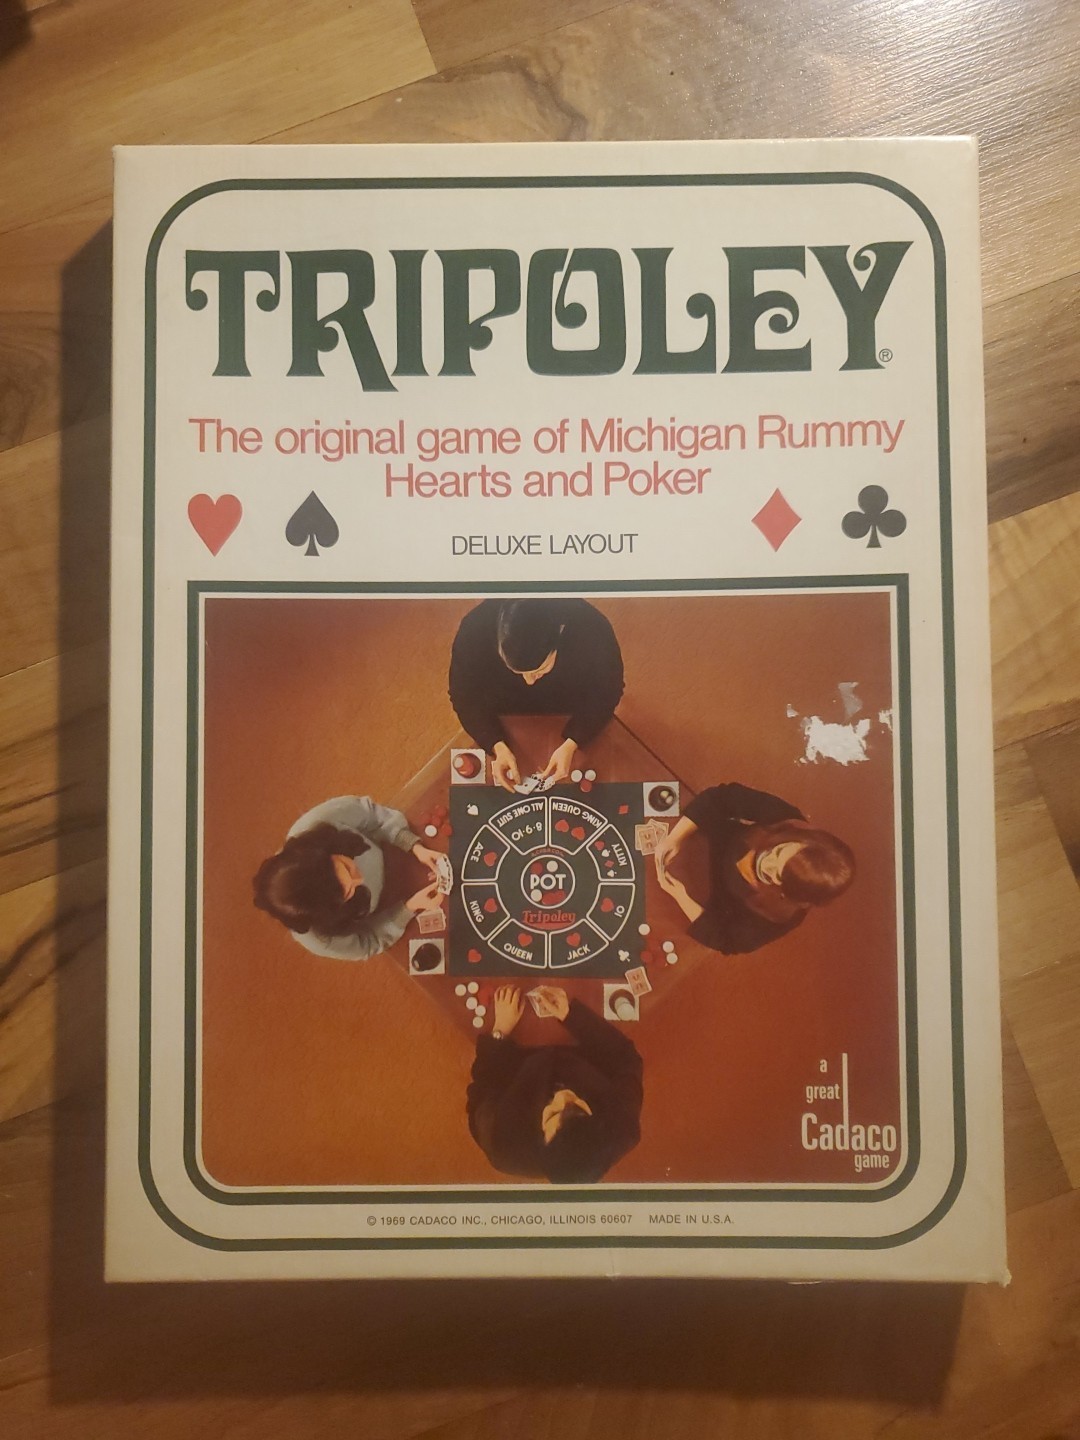 TRIPOLEY®
The original game of Michigan Rummy
Hearts and Poker
DELUXE LAYOUT
ALL ONE SUIT
8·9·10
KING QUEEN
KITTY
10
JACK
QUEEN
KING
ACE
POT
Tripoley
a
great
Cadaco
game
© 1969 CADACO INC., CHICAGO, ILLINOIS 60607 MADE IN U.S.A.